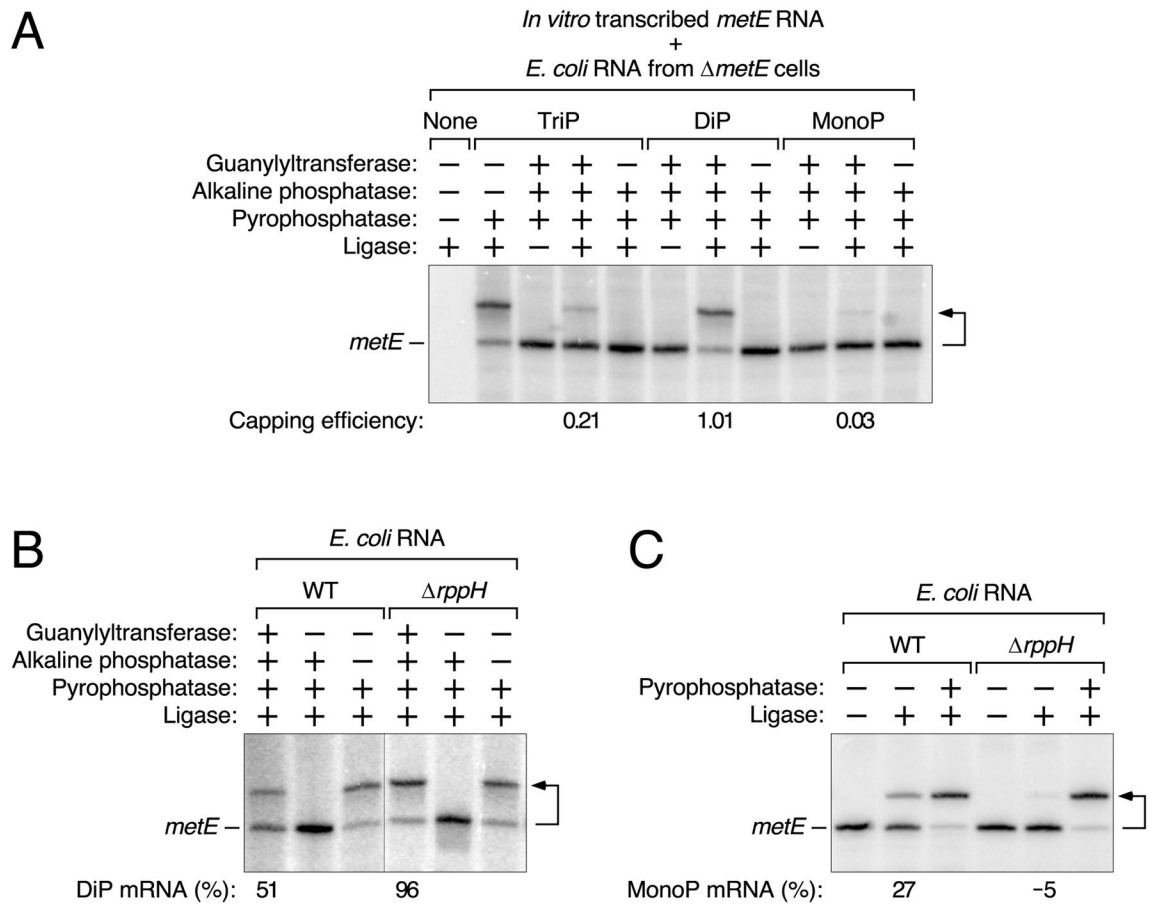 A
In vitro transcribed metE RNA
+
E. coli RNA from ΔmetE cells
None TriP DiP MonoP
Guanylyltransferase: − − + + − + + − + + −
Alkaline phosphatase: − − + + + + + + + + +
Pyrophosphatase: − + + + + + + + + + +
Ligase: + + − + + − + + − + +
metE –
Capping efficiency: 0.21 1.01 0.03
B
E. coli RNA
WT ΔrppH
Guanylyltransferase: + − − + − −
Alkaline phosphatase: + + − + + −
Pyrophosphatase: + + + + + +
Ligase: + + + + + +
metE –
DiP mRNA (%): 51 96
C
E. coli RNA
WT ΔrppH
Pyrophosphatase: − − + − − +
Ligase: − + + − + +
metE –
MonoP mRNA (%): 27 −5